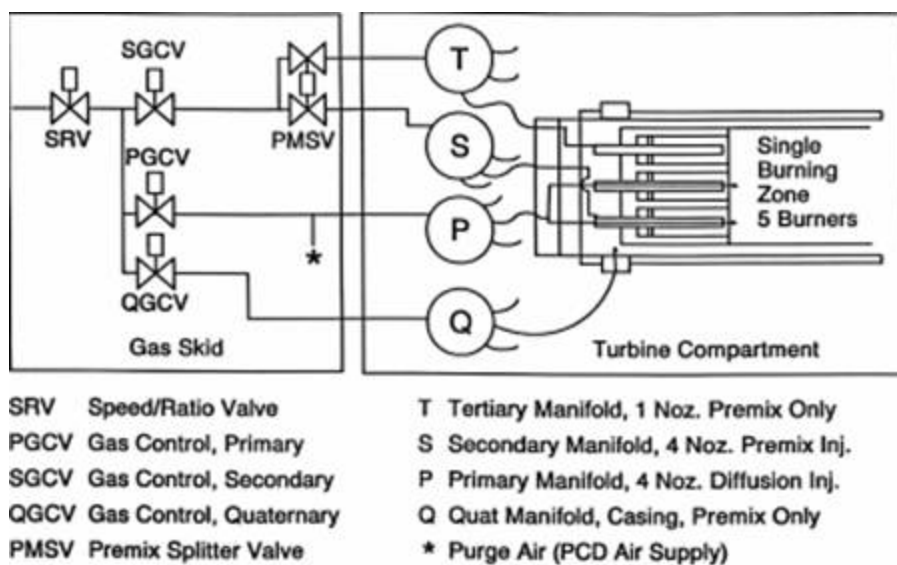 SGCV
SRV
PMSV
PGCV
QGCV
Gas Skid
T
S
P
Q
*
Single
Burning
Zone
5 Burners
Turbine Compartment
SRV Speed/Ratio Valve
PGCV Gas Control, Primary
SGCV Gas Control, Secondary
QGCV Gas Control, Quaternary
PMSV Premix Splitter Valve
T Tertiary Manifold, 1 Noz. Premix Only
S Secondary Manifold, 4 Noz. Premix Inj.
P Primary Manifold, 4 Noz. Diffusion Inj.
Q Quat Manifold, Casing, Premix Only
* Purge Air (PCD Air Supply)